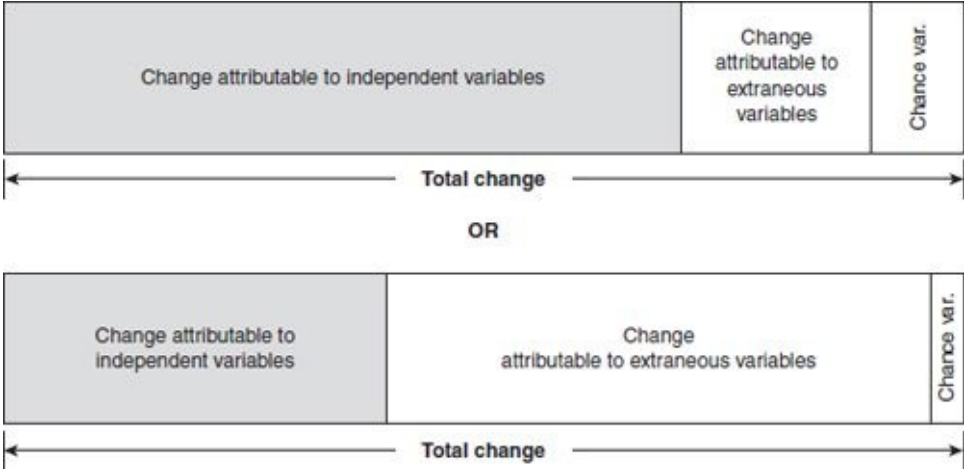 Change attributable to independent variables
Change
attributable to
extraneous
variables
Chance var.
Total change
OR
Change attributable to
independent variables
Change
attributable to extraneous variables
Chance var.
Total change